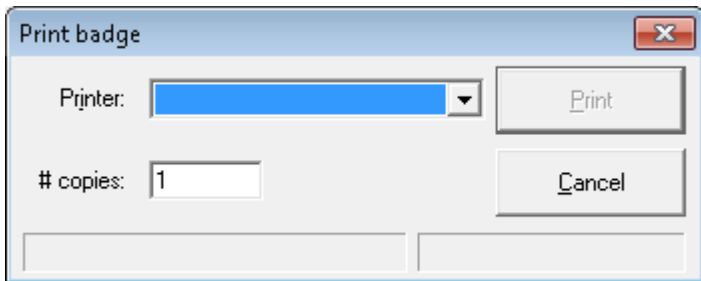 Print badge
Printer:
Print
# copies: 1
Cancel